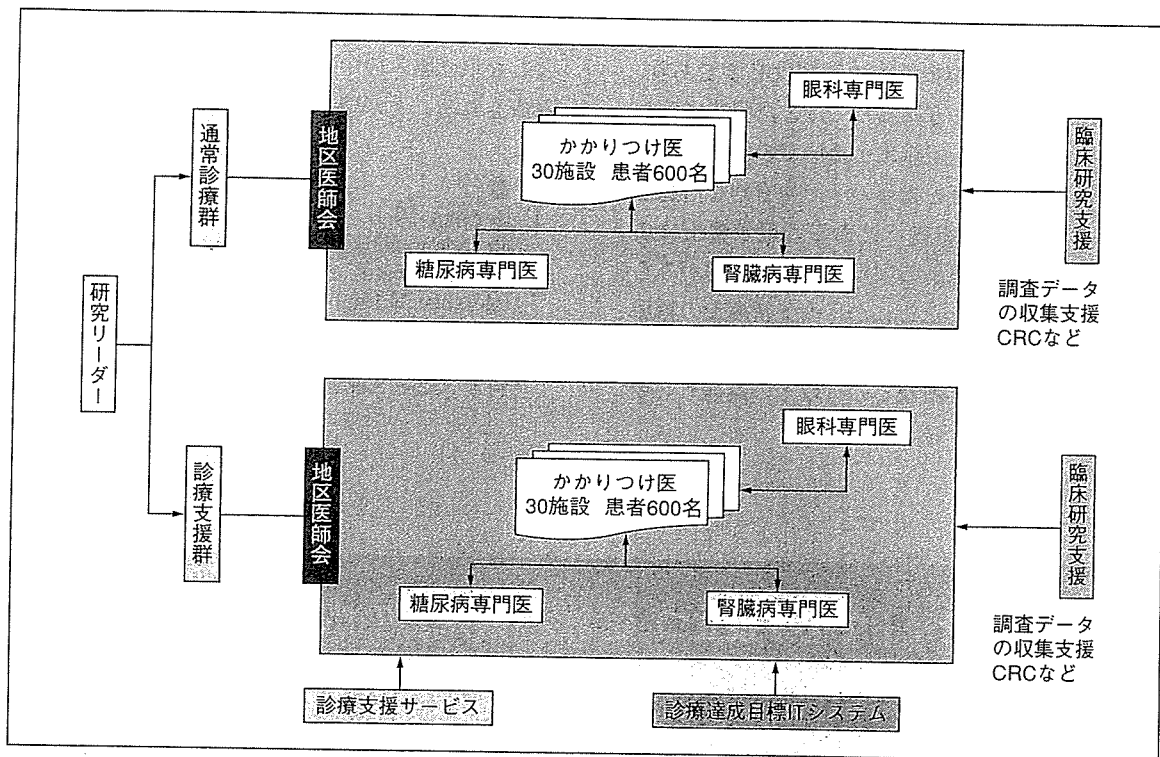 研究リーダー
通常診療群
地区医師会
眼科専門医
かかりつけ医
30施設 患者600名
糖尿病専門医
腎臓病専門医
臨床研究支援
調査データ
の収集支援
CRCなど
診療支援群
地区医師会
眼科専門医
かかりつけ医
30施設 患者600名
糖尿病専門医
腎臓病専門医
臨床研究支援
調査データ
の収集支援
CRCなど
診療支援サービス
診療達成目標ITシステム